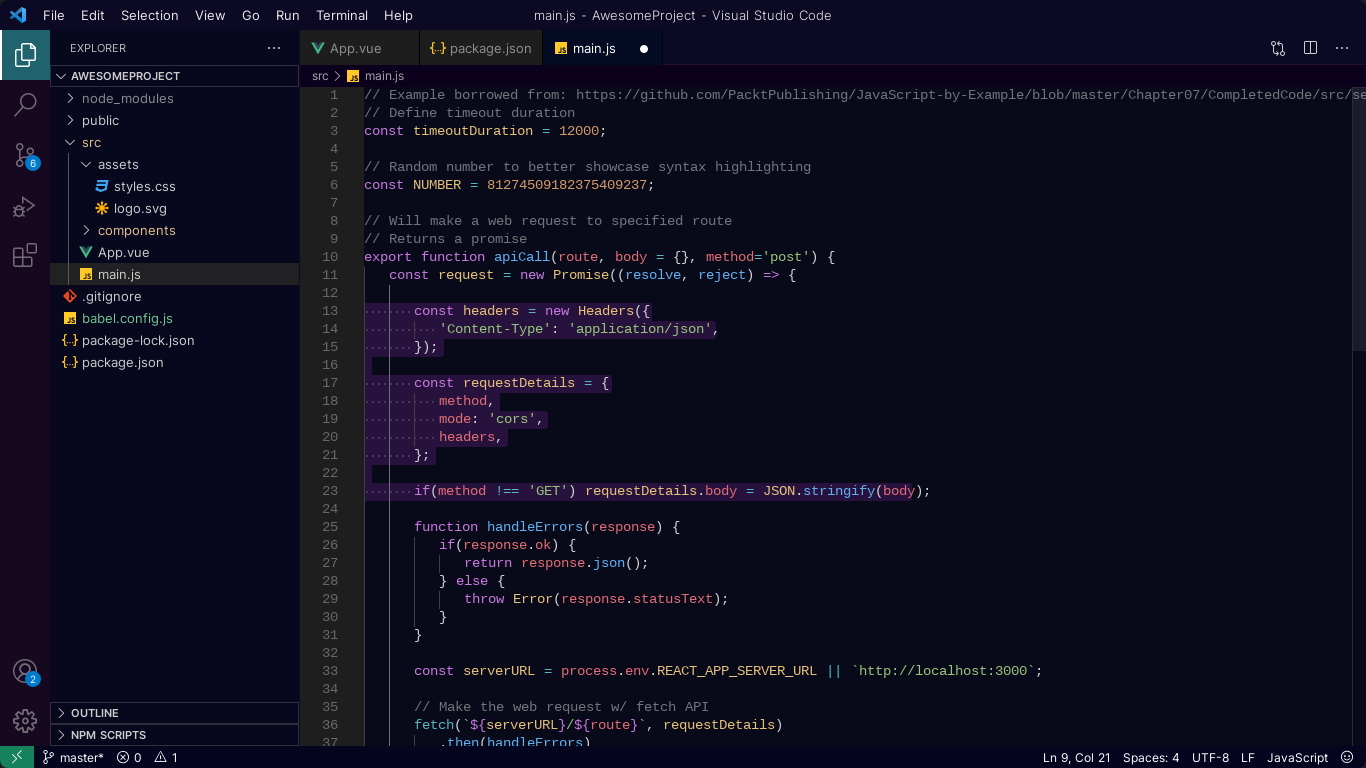 File Edit Selection View Go Run Terminal Help main.js - AwesomeProject - Visual Studio Code
EXPLORER
AWESOMEPROJECT
node_modules
public
src
assets
styles.css
logo.svg
components
App.vue
main.js
.gitignore
babel.config.js
package-lock.json
package.json
OUTLINE
NPM SCRIPTS
6
2
App.vue {..} package.json JS main.js
src > JS main.js
1 // Example borrowed from: https://github.com/PacktPublishing/JavaScript-by-Example/blob/master/Chapter07/CompletedCode/src/se
2 // Define timeout duration
3 const timeoutDuration = 12000;
4
5 // Random number to better showcase syntax highlighting
6 const NUMBER = 81274509182375409237;
7
8 // Will make a web request to specified route
9 // Returns a promise
10 export function apiCall(route, body = {}, method='post') {
11 const request = new Promise((resolve, reject) => {
12
13 const headers = new Headers({
14 'Content-Type': 'application/json',
15 });
16
17 const requestDetails = {
18 method,
19 mode: 'cors',
20 headers,
21 };
22
23 if(method !== 'GET') requestDetails.body = JSON.stringify(body);
24
25 function handleErrors(response) {
26 if(response.ok) {
27 return response.json();
28 } else {
29 throw Error(response.statusText);
30 }
31 }
32
33 const serverURL = process.env.REACT_APP_SERVER_URL || `http://localhost:3000`;
34
35 // Make the web request w/ fetch API
36 fetch(`${serverURL}/${route}`, requestDetails)
37 .then(handleErrors)
master* 0 1 Ln 9, Col 21 Spaces: 4 UTF-8 LF JavaScript